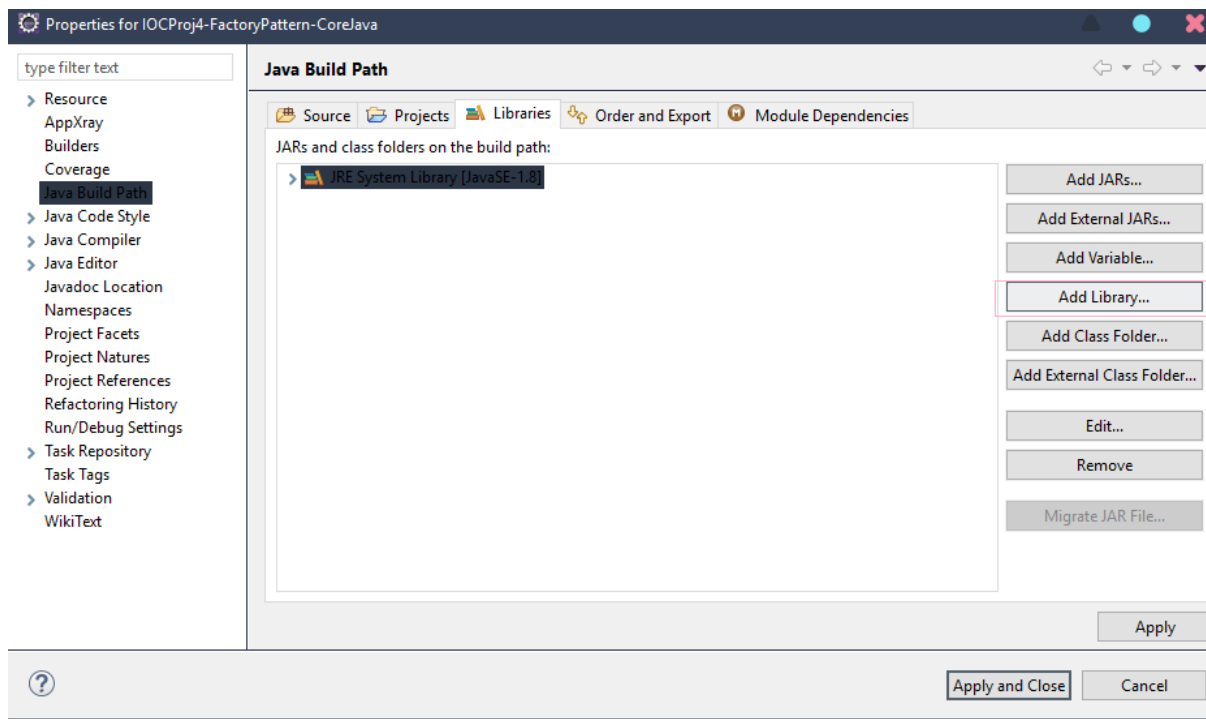 Properties for IOCProj4-FactoryPattern-CoreJava
type filter text
Resource
AppXray
Builders
Coverage
Java Build Path
Java Code Style
Java Compiler
Java Editor
Javadoc Location
Namespaces
Project Facets
Project Natures
Project References
Refactoring History
Run/Debug Settings
Task Repository
Task Tags
Validation
WikiText
Java Build Path
Source Projects Libraries Order and Export Module Dependencies
JARs and class folders on the build path:
JRE System Library [JavaSE-1.8]
Add JARs...
Add External JARs...
Add Variable...
Add Library...
Add Class Folder...
Add External Class Folder...
Edit...
Remove
Migrate JAR File...
Apply
? Apply and Close Cancel